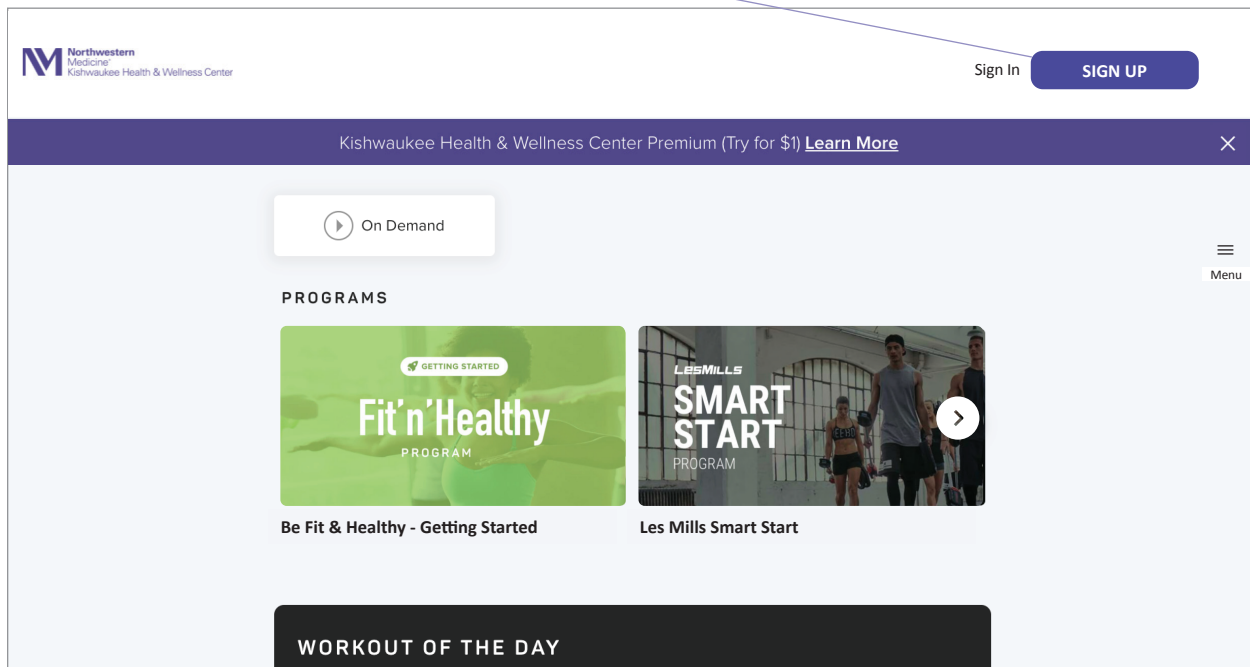 Northwestern
Medicine®
Kishwaukee Health & Wellness Center
Sign In
SIGN UP
Kishwaukee Health & Wellness Center Premium (Try for $1) Learn More
On Demand
Menu
PROGRAMS
GETTING STARTED
Fit'n'Healthy
PROGRAM
LESMILLS
SMART
START
PROGRAM
Be Fit & Healthy - Getting Started
Les Mills Smart Start
WORKOUT OF THE DAY